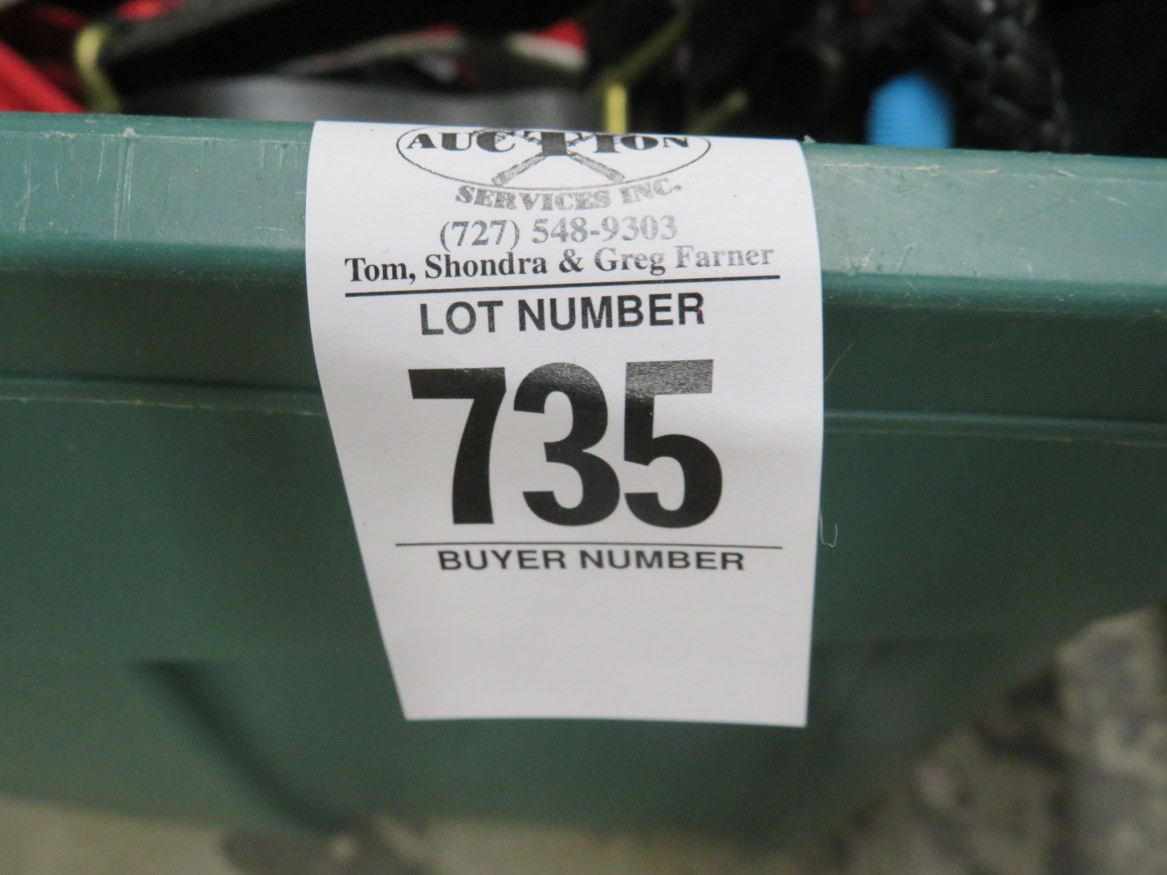 AUCTION
SERVICES INC.
(727) 548-9303
Tom, Shondra & Greg Farner
LOT NUMBER
735
BUYER NUMBER